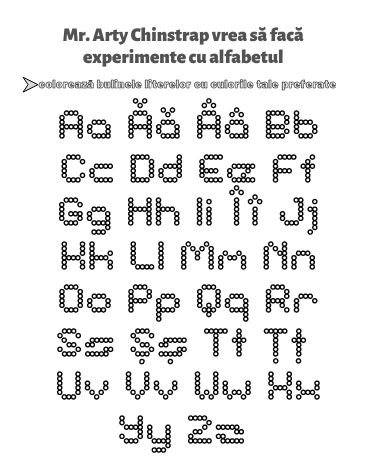 Mr. Arty Chinstrap vrea să facă
experimente cu alfabetul
colorează bulinele literelor cu culorile tale preferate
Aa Ăă Ââ Bb
Cc Dd Ee Ff
Gg Hh Ii Îî Jj
Kk Ll Mm Nn
Oo Pp Qq Rr
Ss Șș Tt Țț
Uu Vv Ww Xx
Yy Zz